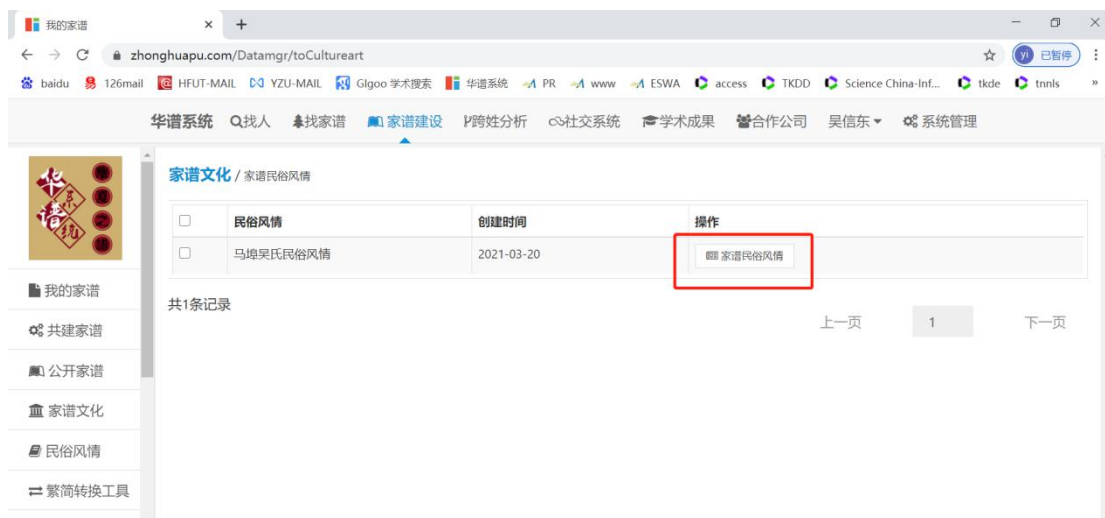 我的家谱
zhonghuapu.com/Datamgr/toCultureart
yi 已暂停
baidu 126mail HFUT-MAIL YZU-MAIL Glgoo 学术搜索 华谱系统 PR www ESWA access TKDD Science China-Inf... tkde tnnls »
华谱系统 找人 找家谱 家谱建设 跨姓分析 社交系统 学术成果 合作公司 吴信东 系统管理
华谱系统
家谱文化 / 家谱民俗风情
民俗风情 创建时间 操作
马埠吴氏民俗风情 2021-03-20 家谱民俗风情
共1条记录
上一页 1 下一页
我的家谱
共建家谱
公开家谱
家谱文化
民俗风情
繁简转换工具